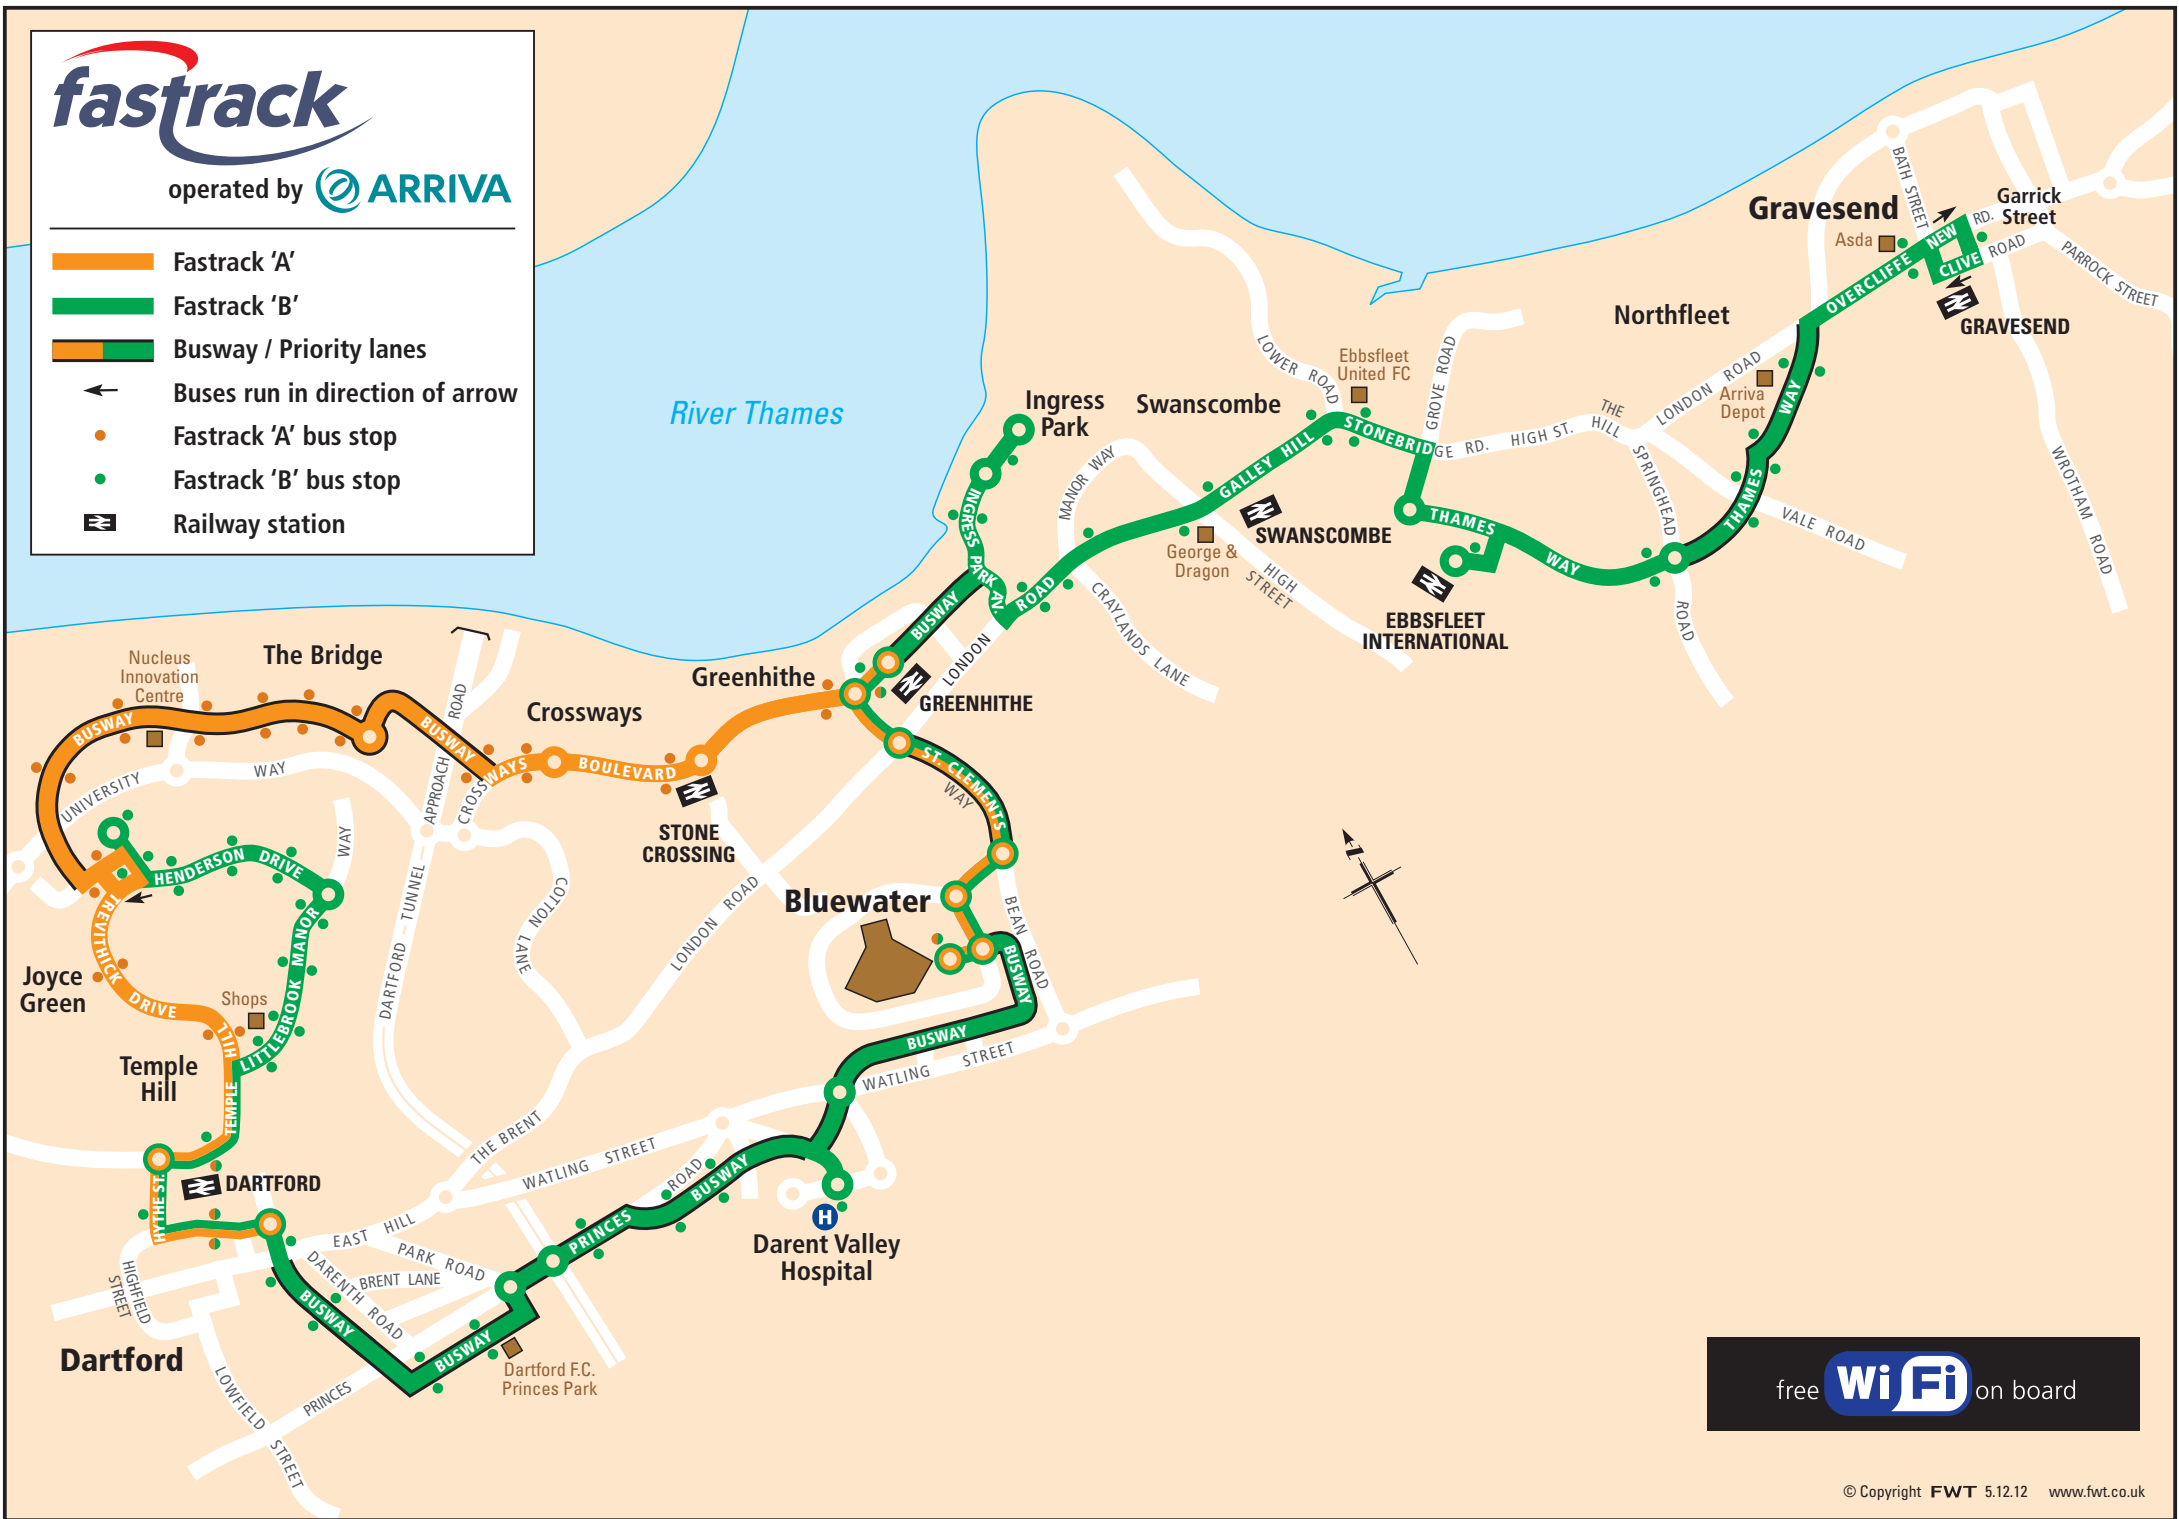 fastrack
operated by ARRIVA
Fastrack ‘A’
Fastrack ‘B’
Busway / Priority lanes
Buses run in direction of arrow
Fastrack ‘A’ bus stop
Fastrack ‘B’ bus stop
Railway station
River Thames
Ingress
Park
Swanscombe
Ebbsfleet
United FC
Northfleet
Gravesend
Asda
Garrick
Street
BATH STREET
NEW
RD.
CLIVE
ROAD
PARROCK STREET
OVERCLIFFE
GRAVESEND
WROTHAM ROAD
LOWER ROAD
GROVE ROAD
STONEBRIDGE RD.
HIGH ST.
THE
HILL
LONDON ROAD
Arriva
Depot
THAMES
WAY
SPRINGHEAD
ROAD
VALE ROAD
THAMES
WAY
EBBSFLEET
INTERNATIONAL
GALLEY HILL
SWANSCOMBE
George &
Dragon
HIGH
STREET
MANOR WAY
CRAYLANDS LANE
INGRESS PARK AV.
ROAD
LONDON
BUSWAY
Greenhithe
GREENHITHE
The Bridge
Nucleus
Innovation
Centre
BUSWAY
BUSWAY
UNIVERSITY
WAY
APPROACH ROAD
Crossways
CROSSWAYS
BOULEVARD
STONE
CROSSING
ST. CLEMENTS
WAY
Bluewater
BEAN ROAD
BUSWAY
BUSWAY
WATLING STREET
HENDERSON DRIVE
WAY
LITTLEBROOK MANOR
TREVITHICK
DRIVE
Joyce
Green
Shops
Temple
Hill
TEMPLE
HILL
DARTFORD - TUNNEL
COTTON
LANE
LONDON ROAD
THE BRENT
WATLING STREET
ROAD
BUSWAY
PRINCES
Darent Valley
Hospital
H
HYTHE ST.
DARTFORD
EAST HILL
PARK ROAD
BRENT LANE
DARENTH ROAD
HIGHFIELD
STREET
BUSWAY
BUSWAY
Dartford F.C.
Princes Park
Dartford
LOWFIELD STREET
PRINCES
free WiFi on board
© Copyright FWT 5.12.12 www.fwt.co.uk